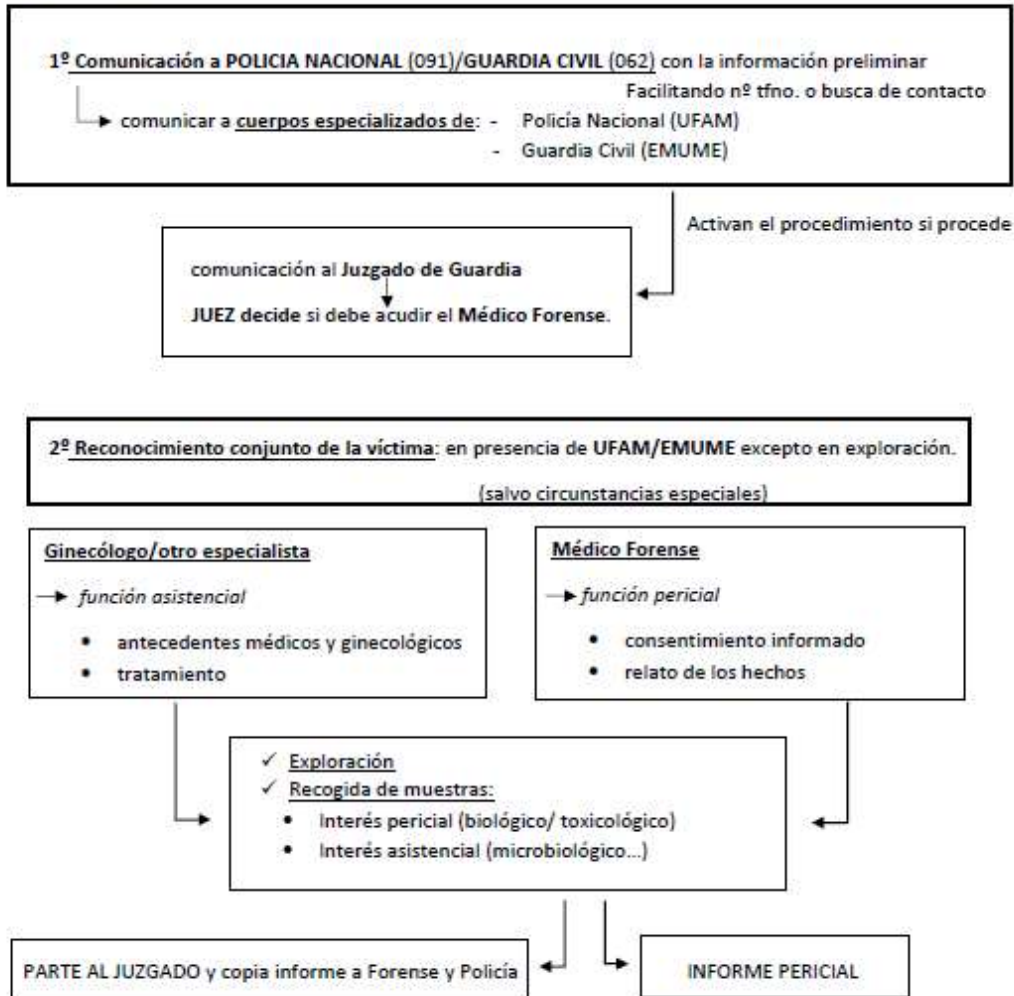 1º Comunicación a POLICIA NACIONAL (091)/GUARDIA CIVIL (062) con la información preliminar
Facilitando nº tfno. o busca de contacto
comunicar a cuerpos especializados de: - Policía Nacional (UFAM)
- Guardia Civil (EMUME)
Activan el procedimiento si procede
comunicación al Juzgado de Guardia
JUEZ decide si debe acudir el Médico Forense.
2º Reconocimiento conjunto de la víctima: en presencia de UFAM/EMUME excepto en exploración.
(salvo circunstancias especiales)
Ginecólogo/otro especialista
función asistencial
• antecedentes médicos y ginecológicos
• tratamiento
Médico Forense
función pericial
• consentimiento informado
• relato de los hechos
✓ Exploración
✓ Recogida de muestras:
• Interés pericial (biológico/ toxicológico)
• Interés asistencial (microbiológico...)
PARTE AL JUZGADO y copia informe a Forense y Policía
INFORME PERICIAL